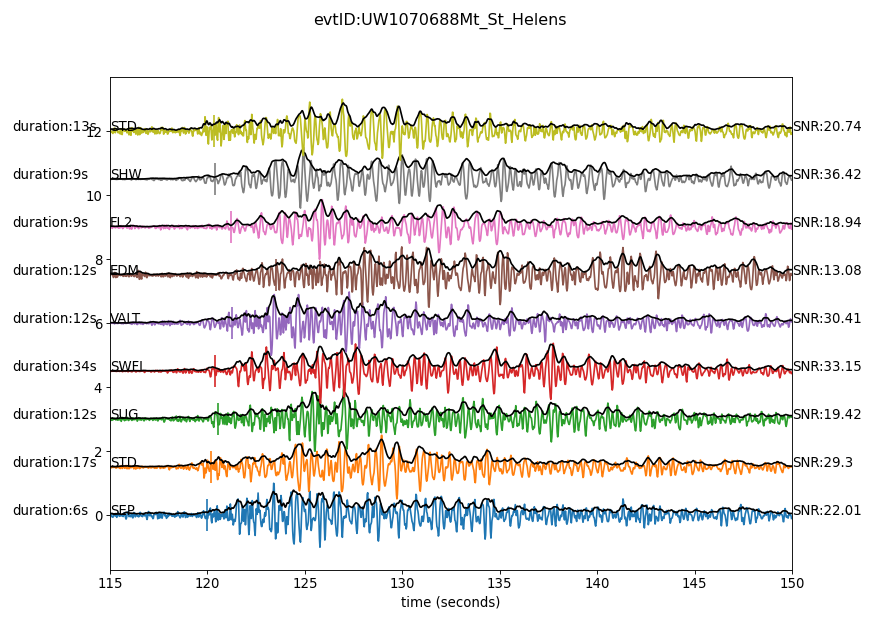 evtID:UW1070688Mt_St_Helens
duration:13s STD 12 SNR:20.74
duration:9s SHW SNR:36.42
10
duration:9s FL2 SNR:18.94
8
duration:12s EDM SNR:13.08
duration:12s VALT SNR:30.41
6
duration:34s SWFL SNR:33.15
4
duration:12s SUG SNR:19.42
2
duration:17s STD SNR:29.3
duration:6s SEP SNR:22.01
0
115 120 125 130 135 140 145 150
time (seconds)